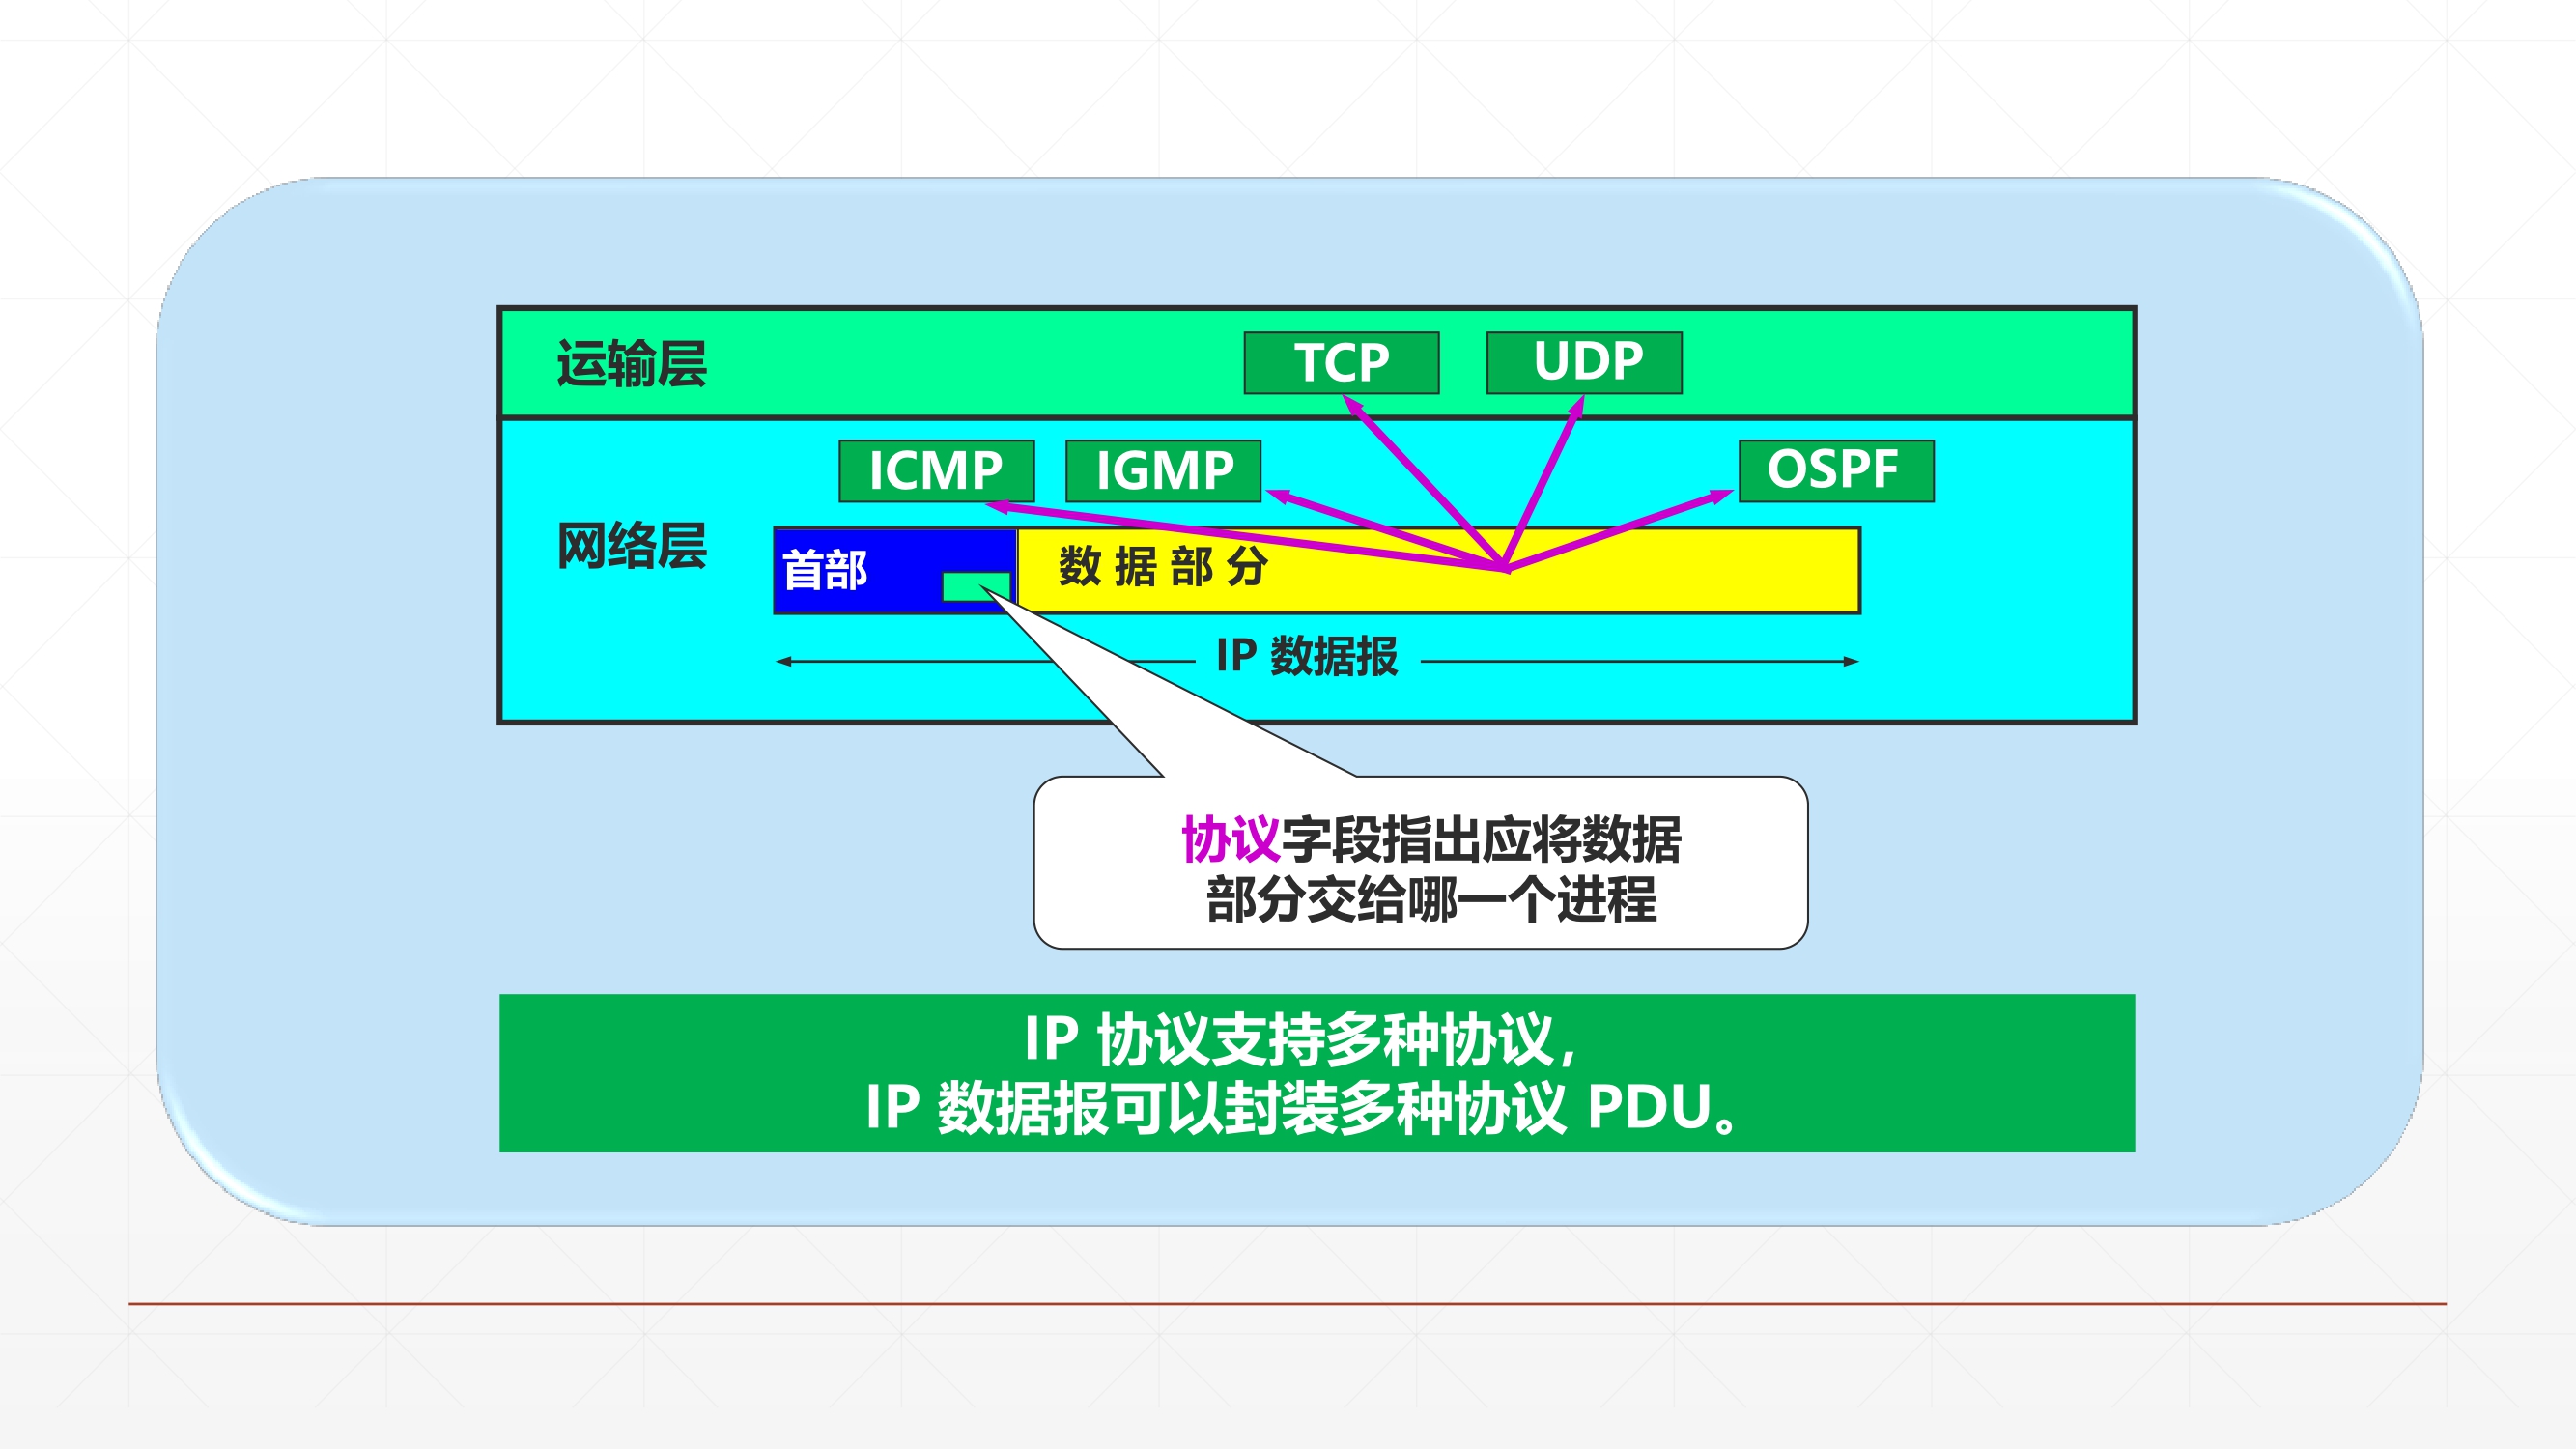 运输层
TCP
UDP
ICMP
IGMP
OSPF
网络层
首部
数 据 部 分
IP 数据报
协议字段指出应将数据
部分交给哪一个进程
IP 协议支持多种协议，
IP 数据报可以封装多种协议 PDU。